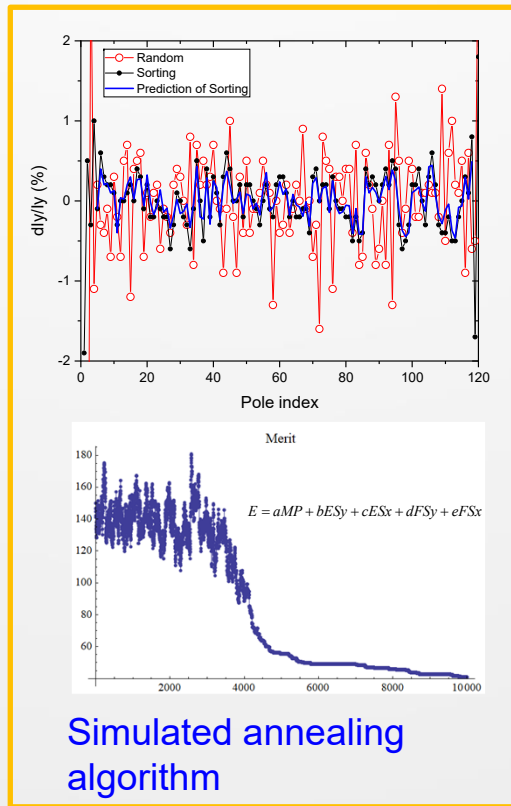 2
1
0
-1
-2
dIy/Iy (%)
Random
Sorting
Prediction of Sorting
0 20 40 60 80 100 120
Pole index
Merit
180
160
140
120
100
80
60
E = aMP + bESy + cESx + dFSy + eFSx
2000 4000 6000 8000 10000
Simulated annealing
algorithm